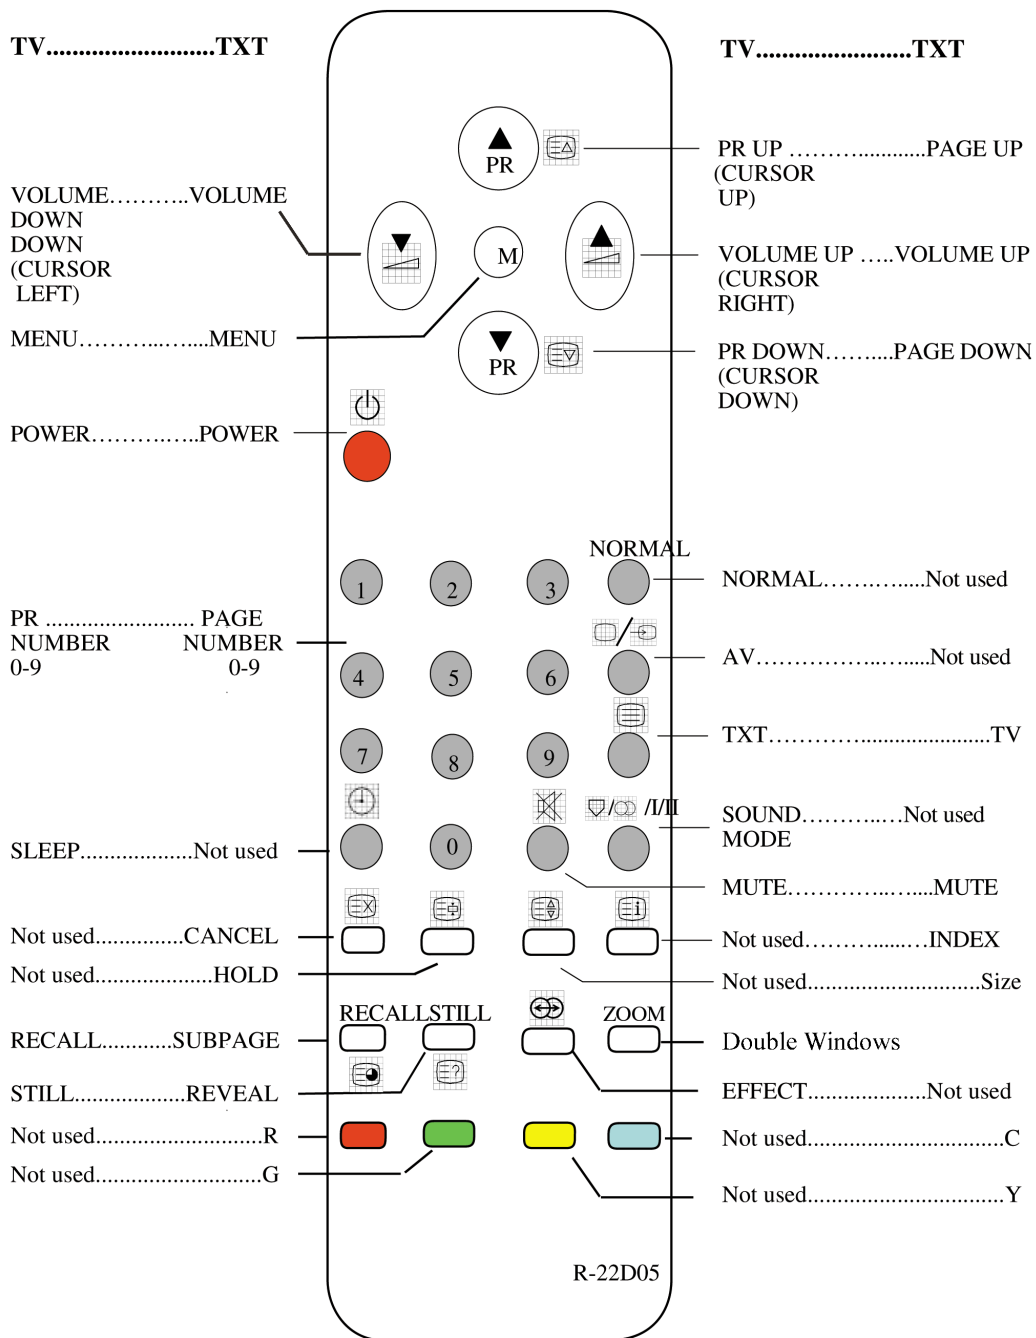 TV..........................TXT
TV........................TXT
PR
PR UP ………............PAGE UP
(CURSOR
UP)
VOLUME………..VOLUME
DOWN
DOWN
(CURSOR
LEFT)
M
VOLUME UP …..VOLUME UP
(CURSOR
RIGHT)
MENU………...…....MENU
PR
PR DOWN……....PAGE DOWN
(CURSOR
DOWN)
POWER……….…..POWER
NORMAL
1 2 3
NORMAL…….….....Not used
PR .......................... PAGE
NUMBER NUMBER
0-9 0-9
/
AV……………..….....Not used
4 5 6
TXT…………......................TV
7 8 9
/ /I/II
SOUND………..…Not used
MODE
SLEEP....................Not used
0
MUTE………...…....MUTE
X i
Not used................CANCEL
Not used……….....…INDEX
Not used.....................HOLD
Not used..............................Size
RECALL STILL ZOOM
RECALL.............SUBPAGE
Double Windows
?
STILL....................REVEAL
EFFECT.....................Not used
Not used..............................R
Not used..................................C
Not used.............................G
Not used..................................Y
R-22D05